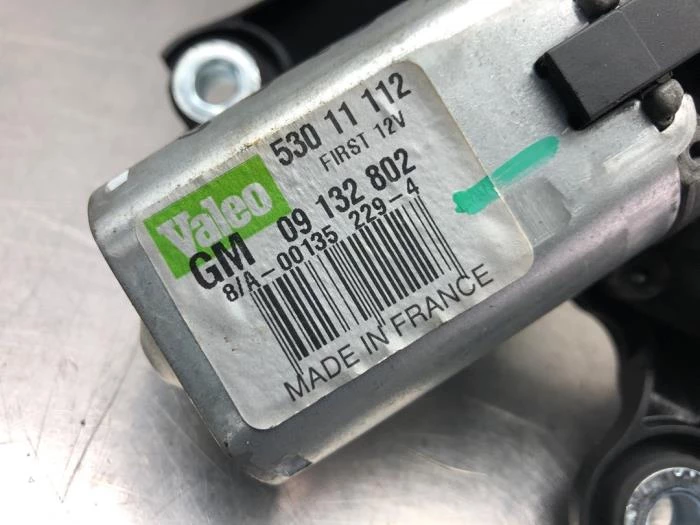 Valeo
530 11 112
FIRST 12V
GM 09 132 802
8/A-00135 229-4
MADE IN FRANCE